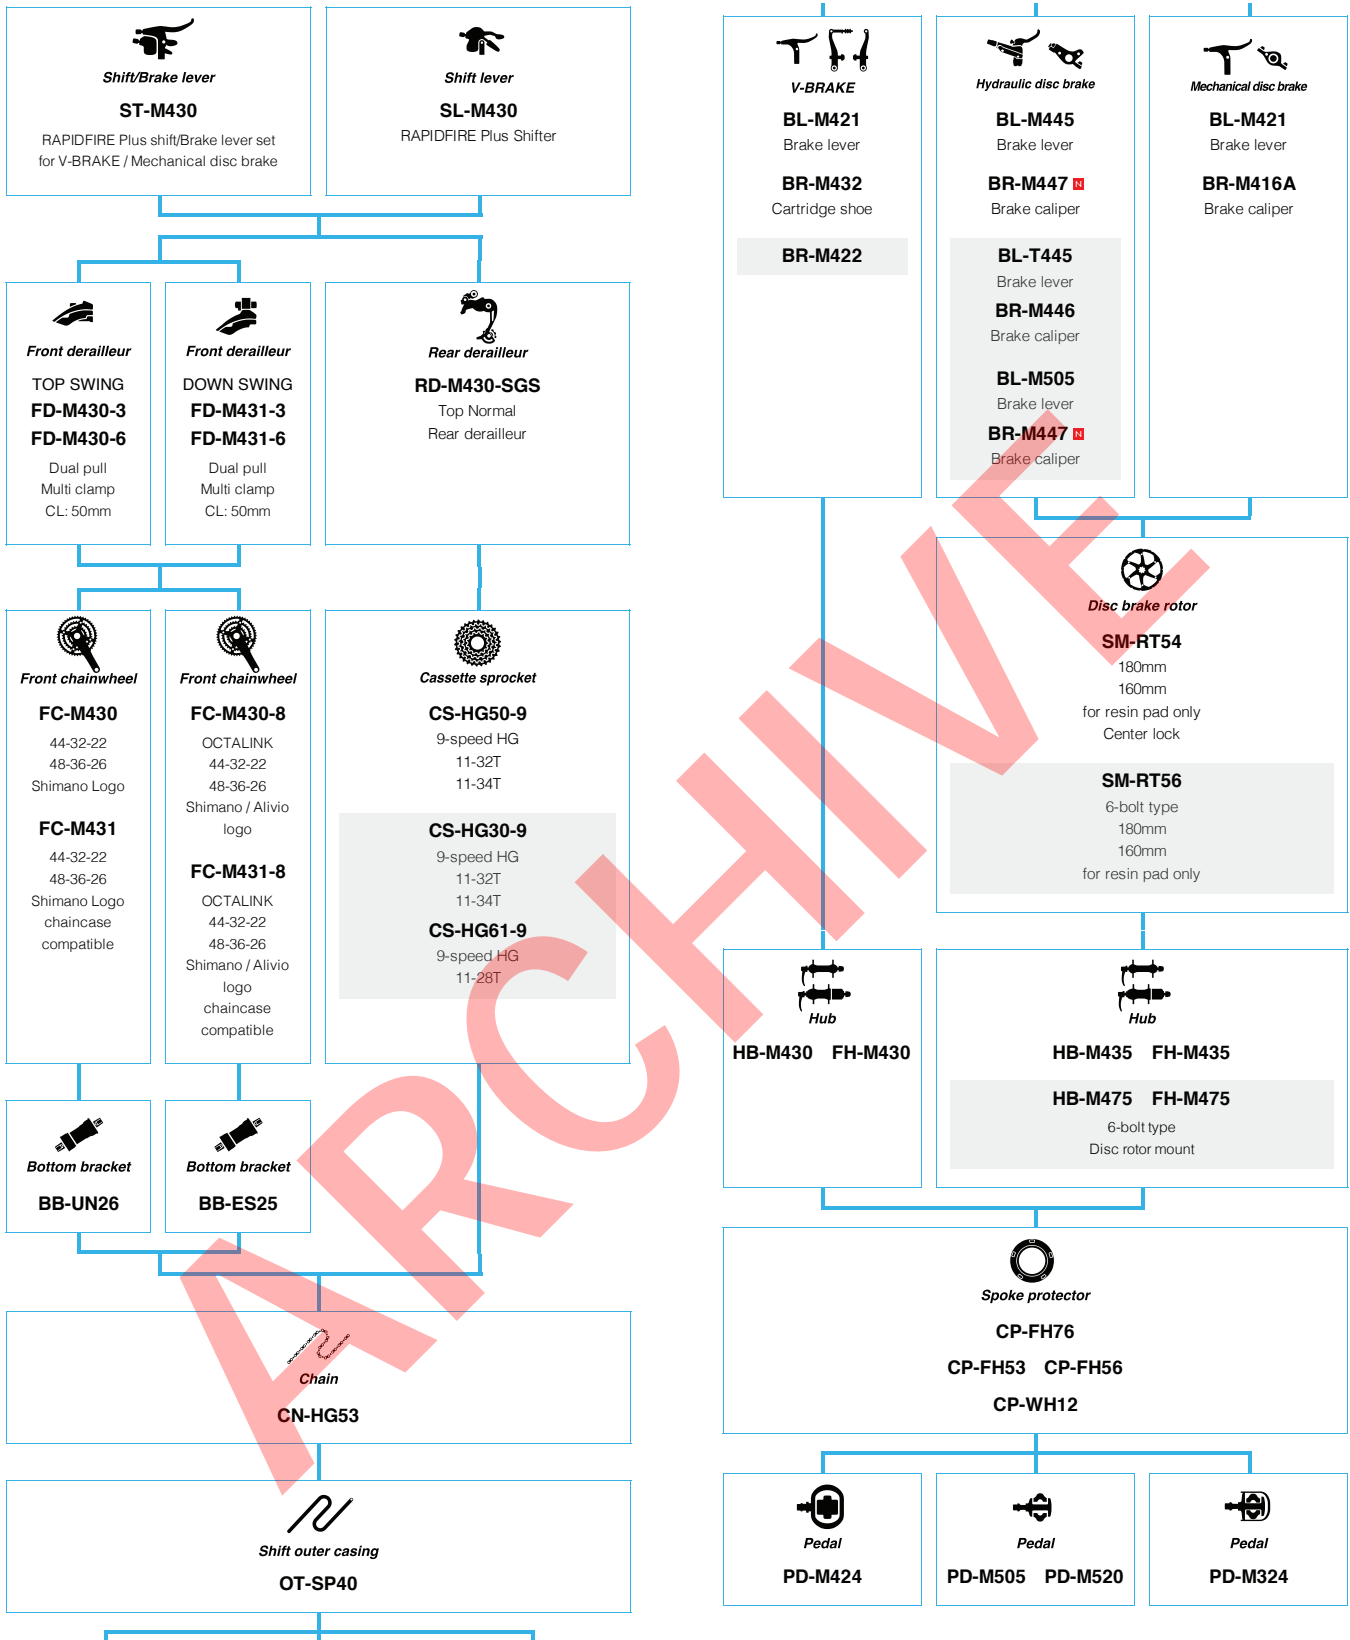 Shift/Brake lever
ST-M430
RAPIDFIRE Plus shift/Brake lever set
for V-BRAKE / Mechanical disc brake
Shift lever
SL-M430
RAPIDFIRE Plus Shifter
Front derailleur
TOP SWING
FD-M430-3
FD-M430-6
Dual pull
Multi clamp
CL: 50mm
Front derailleur
DOWN SWING
FD-M431-3
FD-M431-6
Dual pull
Multi clamp
CL: 50mm
Rear derailleur
RD-M430-SGS
Top Normal
Rear derailleur
Front chainwheel
FC-M430
44-32-22
48-36-26
Shimano Logo
FC-M431
44-32-22
48-36-26
Shimano Logo
chaincase
compatible
Front chainwheel
FC-M430-8
OCTALINK
44-32-22
48-36-26
Shimano / Alivio
logo
FC-M431-8
OCTALINK
44-32-22
48-36-26
Shimano / Alivio
logo
chaincase
compatible
Cassette sprocket
CS-HG50-9
9-speed HG
11-32T
11-34T
CS-HG30-9
9-speed HG
11-32T
11-34T
CS-HG61-9
9-speed HG
11-28T
Bottom bracket
BB-UN26
Bottom bracket
BB-ES25
Chain
CN-HG53
Shift outer casing
OT-SP40
V-BRAKE
BL-M421
Brake lever
BR-M432
Cartridge shoe
BR-M422
Hydraulic disc brake
BL-M445
Brake lever
BR-M447 N
Brake caliper
BL-T445
Brake lever
BR-M446
Brake caliper
BL-M505
Brake lever
BR-M447 N
Brake caliper
Mechanical disc brake
BL-M421
Brake lever
BR-M416A
Brake caliper
Disc brake rotor
SM-RT54
180mm
160mm
for resin pad only
Center lock
SM-RT56
6-bolt type
180mm
160mm
for resin pad only
Hub
HB-M430 FH-M430
Hub
HB-M435 FH-M435
HB-M475 FH-M475
6-bolt type
Disc rotor mount
Spoke protector
CP-FH76
CP-FH53 CP-FH56
CP-WH12
Pedal
PD-M424
Pedal
PD-M505 PD-M520
Pedal
PD-M324
ARCHIVE